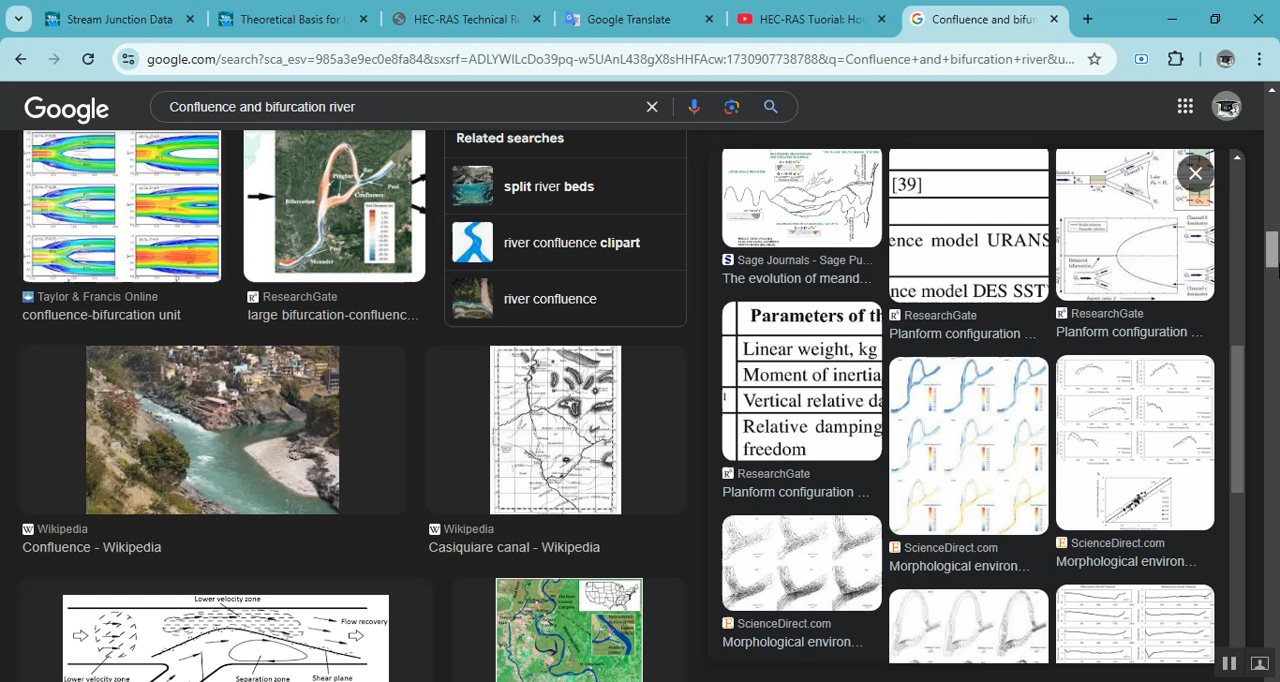 Stream Junction Data
Theoretical Basis for
HEC-RAS Technical R
Google Translate
HEC-RAS Tuorial: Ho
Confluence and bifur
google.com/search?sca_esv=985a3e9ec0e8fa84&sxsrf=ADLYWILcDo39pq-w5UAnL438gX8sHHFAcw:1730907738788&q=Confluence+and+bifurcation+river&u...
Google
Confluence and bifurcation river
Related searches
split river beds
river confluence clipart
river confluence
Taylor & Francis Online
confluence-bifurcation unit
ResearchGate
large bifurcation-confluenc...
Bifurcation
Confluence
Pool
Meander
Wikipedia
Confluence - Wikipedia
Wikipedia
Casiquiare canal - Wikipedia
Lower velocity zone
Flow recovery
Lower velocity zone
Separation zone
Shear plane
Sage Journals - Sage Pu...
The evolution of meand...
[39]
ence model URANS
nce model DES SST
ResearchGate
Planform configuration ...
ResearchGate
Planform configuration ...
Parameters of th
Linear weight, kg
Moment of inertia
Vertical relative da
Relative damping
freedom
ResearchGate
Planform configuration ...
ScienceDirect.com
Morphological environ...
ScienceDirect.com
Morphological environ...
ScienceDirect.com
Morphological environ...